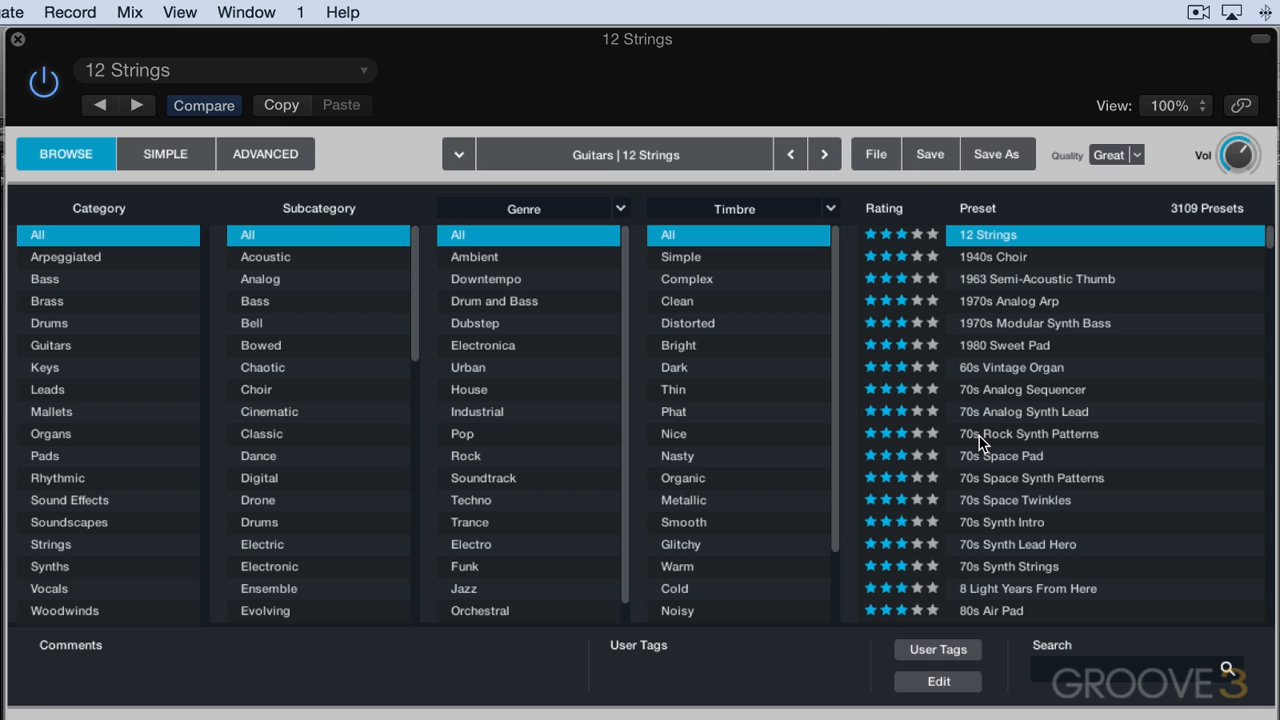 ate Record Mix View Window 1 Help
12 Strings
12 Strings
Compare Copy Paste View: 100%
BROWSE SIMPLE ADVANCED Guitars | 12 Strings File Save Save As Quality Great Vol
Category Subcategory Genre Timbre Rating Preset 3109 Presets
All All All All 12 Strings
Arpeggiated Acoustic Ambient Simple 1940s Choir
Bass Analog Downtempo Complex 1963 Semi-Acoustic Thumb
Brass Bass Drum and Bass Clean 1970s Analog Arp
Drums Bell Dubstep Distorted 1970s Modular Synth Bass
Guitars Bowed Electronica Bright 1980 Sweet Pad
Keys Chaotic Urban Dark 60s Vintage Organ
Leads Choir House Thin 70s Analog Sequencer
Mallets Cinematic Industrial Phat 70s Analog Synth Lead
Organs Classic Pop Nice 70s Rock Synth Patterns
Pads Dance Rock Nasty 70s Space Pad
Rhythmic Digital Soundtrack Organic 70s Space Synth Patterns
Sound Effects Drone Techno Metallic 70s Space Twinkles
Soundscapes Drums Trance Smooth 70s Synth Intro
Strings Electric Electro Glitchy 70s Synth Lead Hero
Synths Electronic Funk Warm 70s Synth Strings
Vocals Ensemble Jazz Cold 8 Light Years From Here
Woodwinds Evolving Orchestral Noisy 80s Air Pad
Comments User Tags User Tags Search
Edit
GROOVE 3